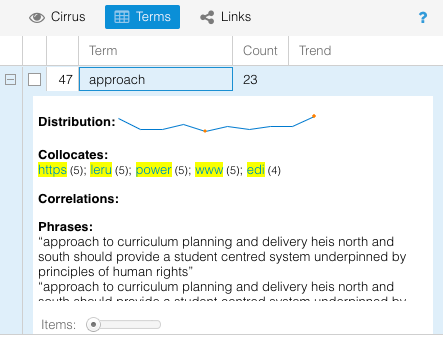 Cirrus Terms Links ?
Term Count Trend
47 approach 23
Distribution:
Collocates:
https (5); leru (5); power (5); www (5); edi (4)
Correlations:
Phrases:
"approach to curriculum planning and delivery heis north and
south should provide a student centred system underpinned by
principles of human rights"
"approach to curriculum planning and delivery heis north and
south should provide a student centred system underpinned by
Items: